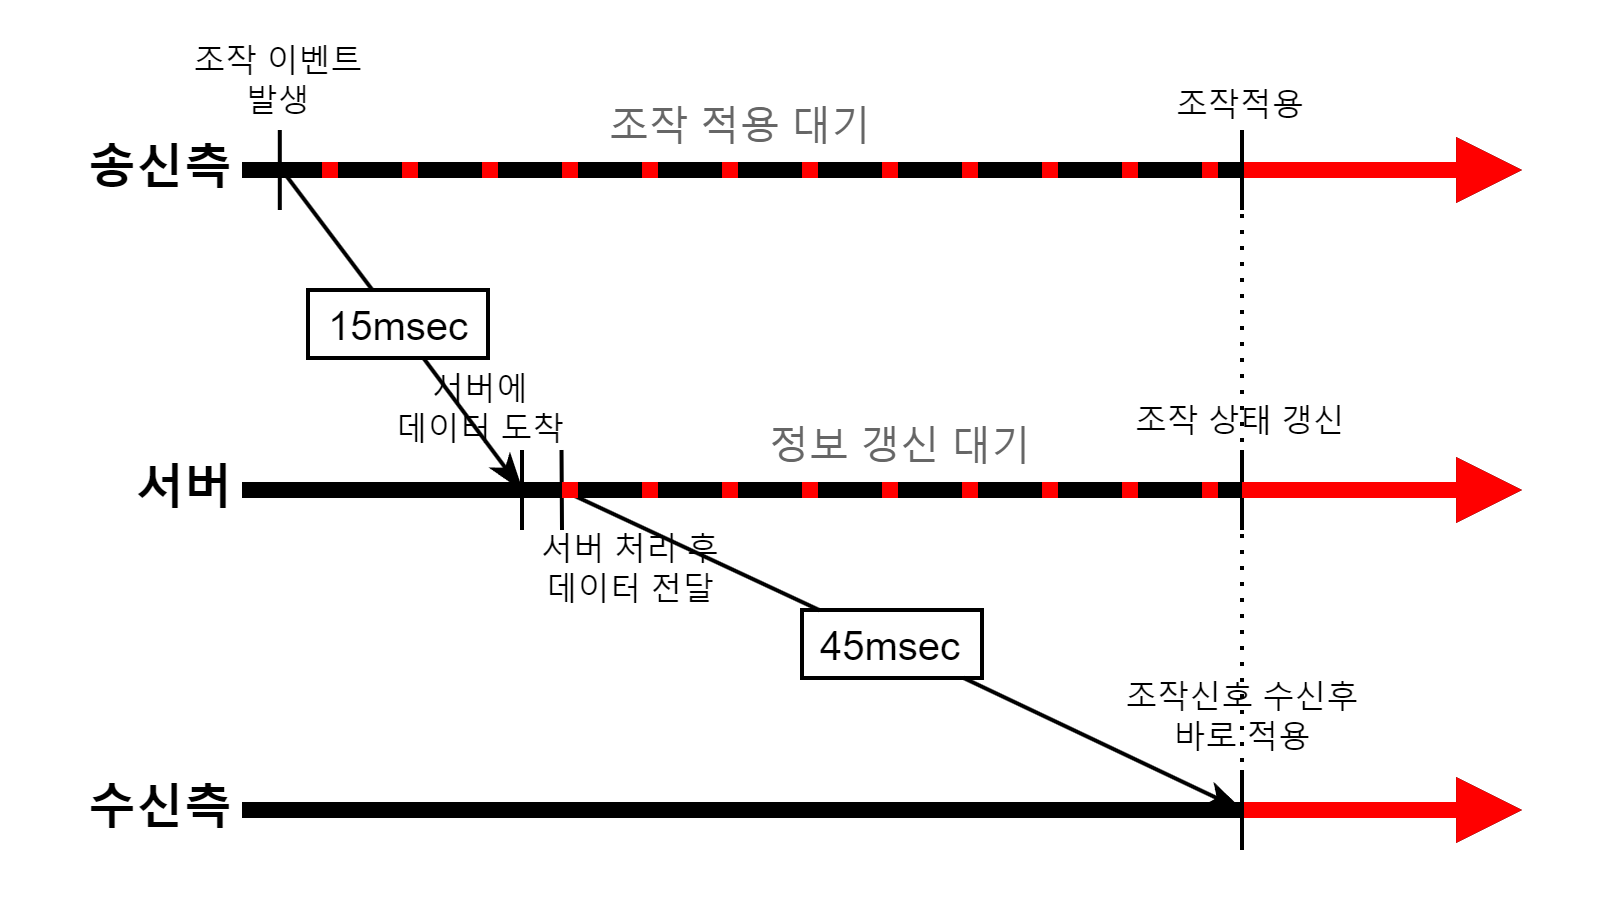 조작 이벤트
발생
조작 적용 대기
조작적용
송신측
15msec
서버에
데이터 도착
정보 갱신 대기
조작 상태 갱신
서버
서버 처리 후
데이터 전달
45msec
조작신호 수신후
바로 적용
수신측